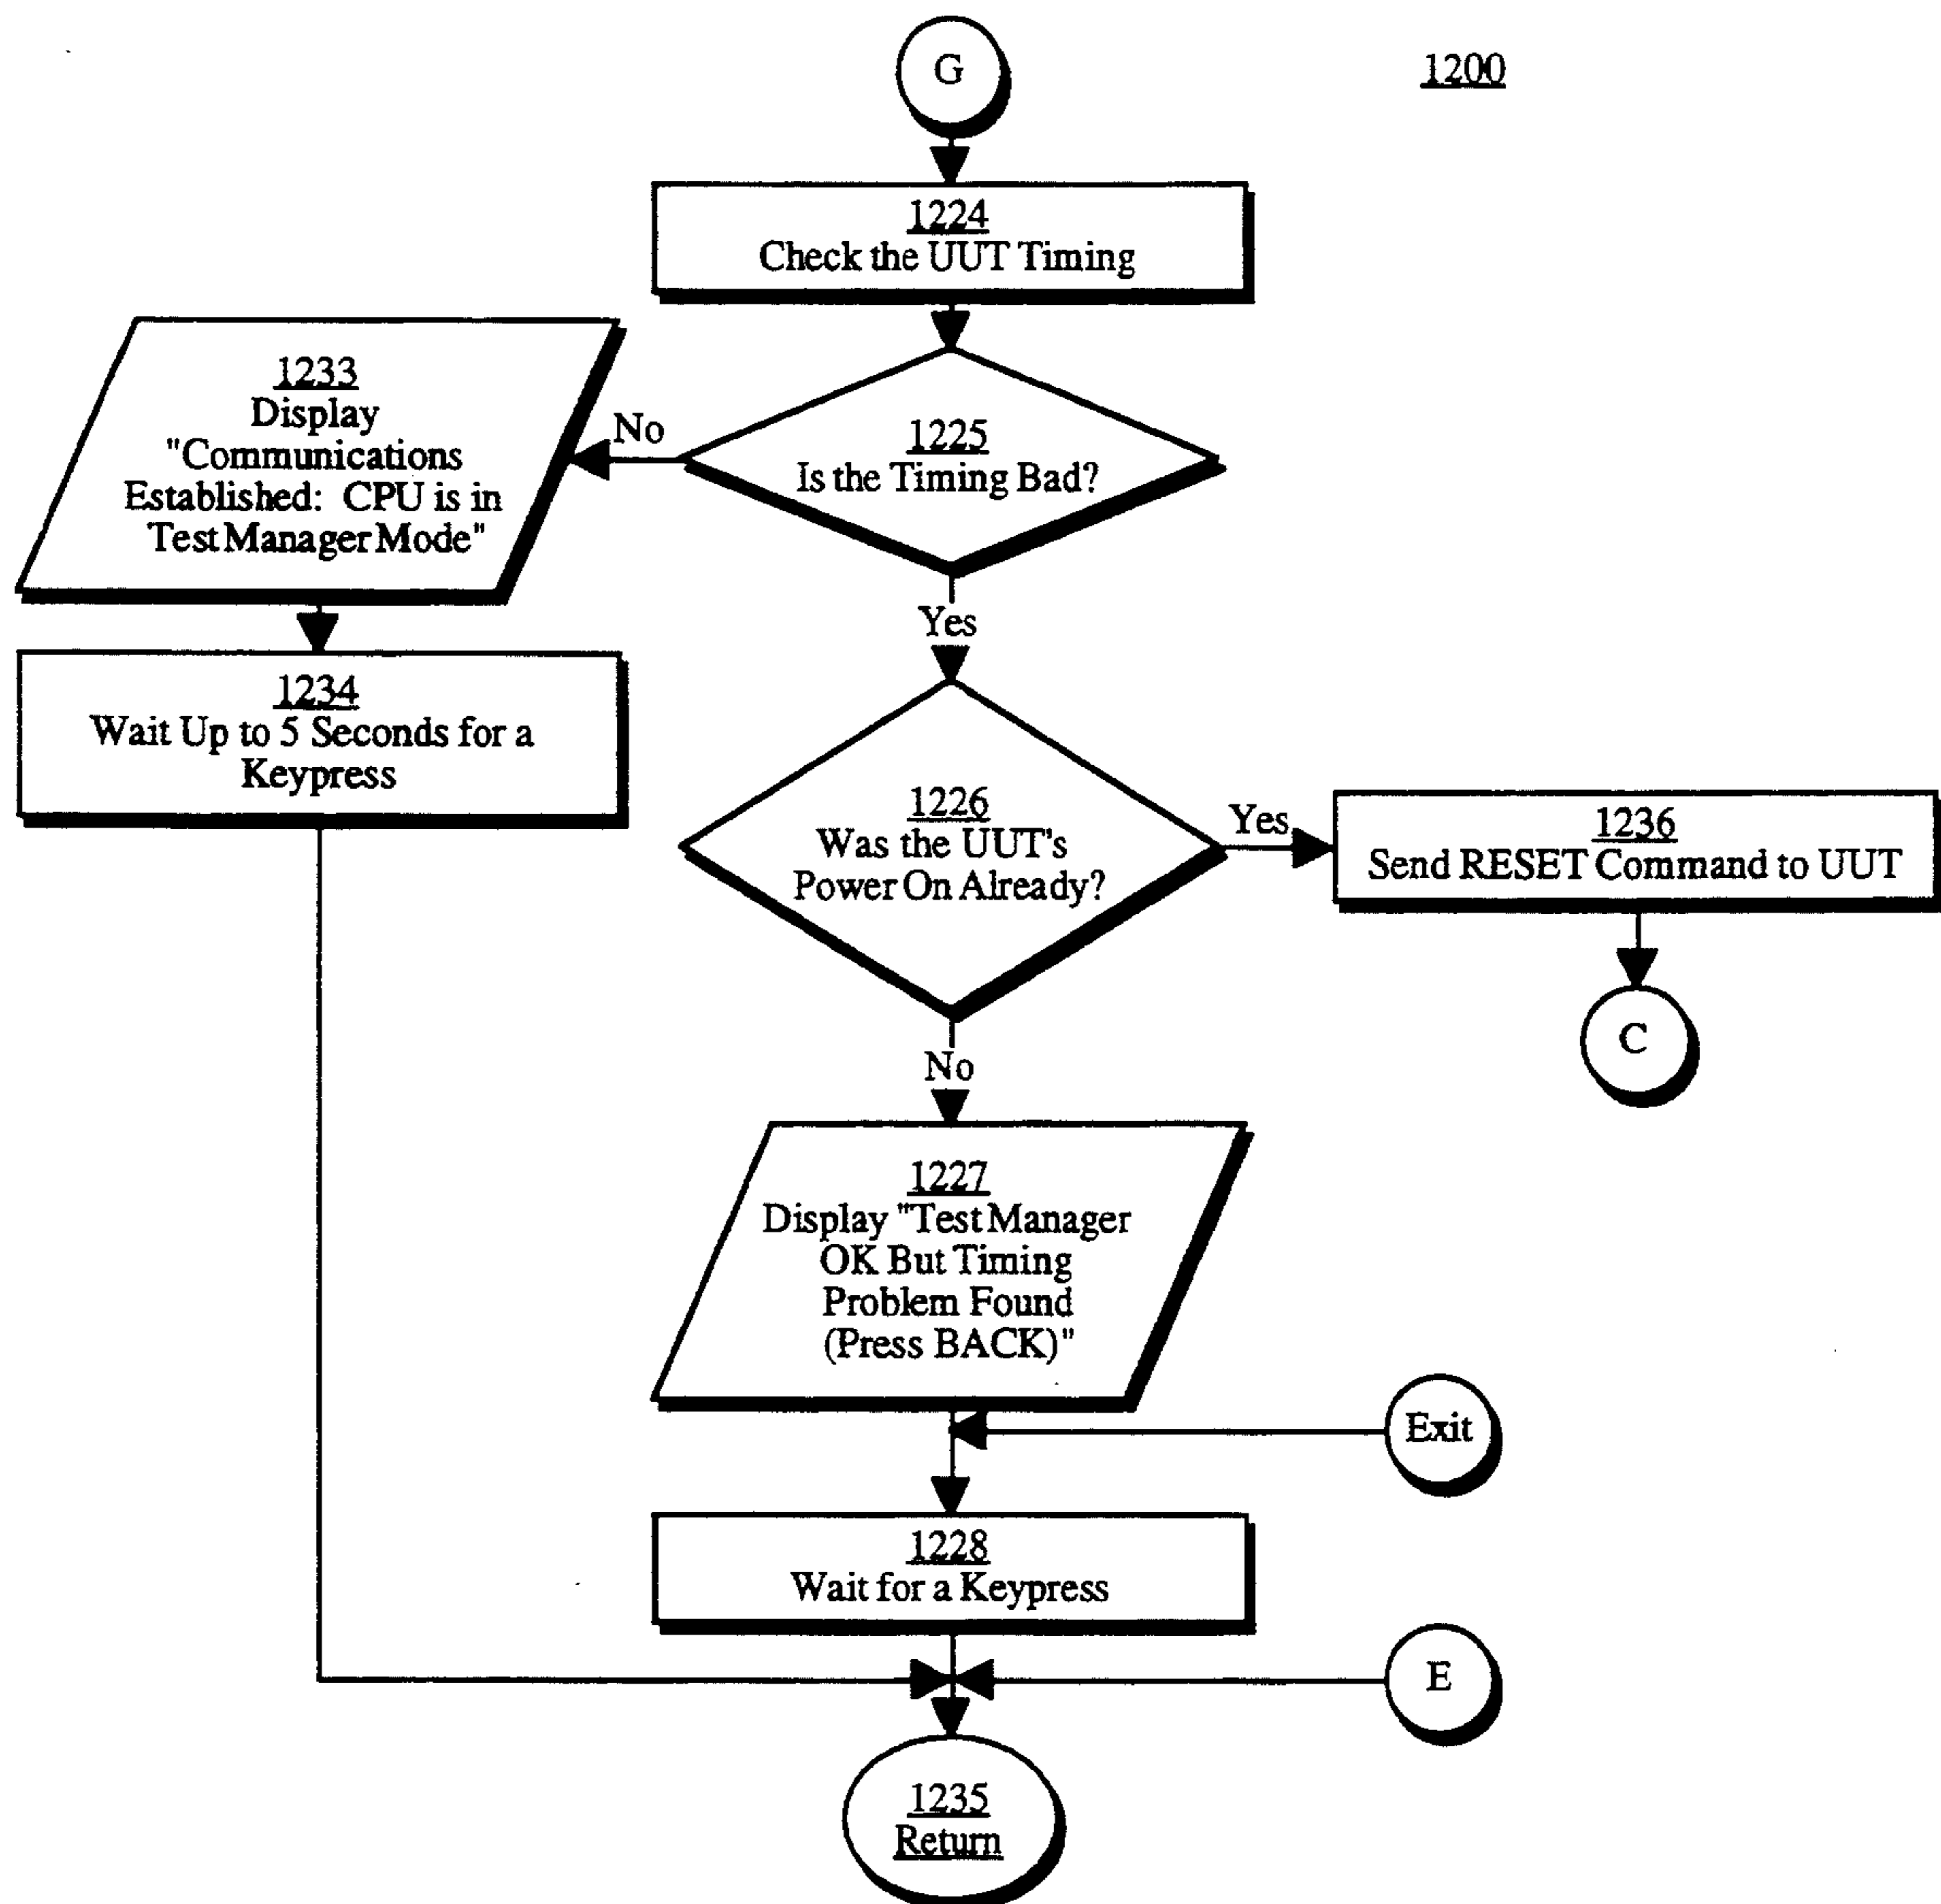 G
1200
1224
Check the UUT Timing
1233
Display
"Communications
Established: CPU is in
Test Manager Mode"
No
1225
Is the Timing Bad?
Yes
1234
Wait Up to 5 Seconds for a
Keypress
1226
Was the UUT's
Power On Already?
Yes
1236
Send RESET Command to UUT
C
No
1227
Display "Test Manager
OK But Timing
Problem Found
(Press BACK)"
Exit
1228
Wait for a Keypress
E
1235
Return